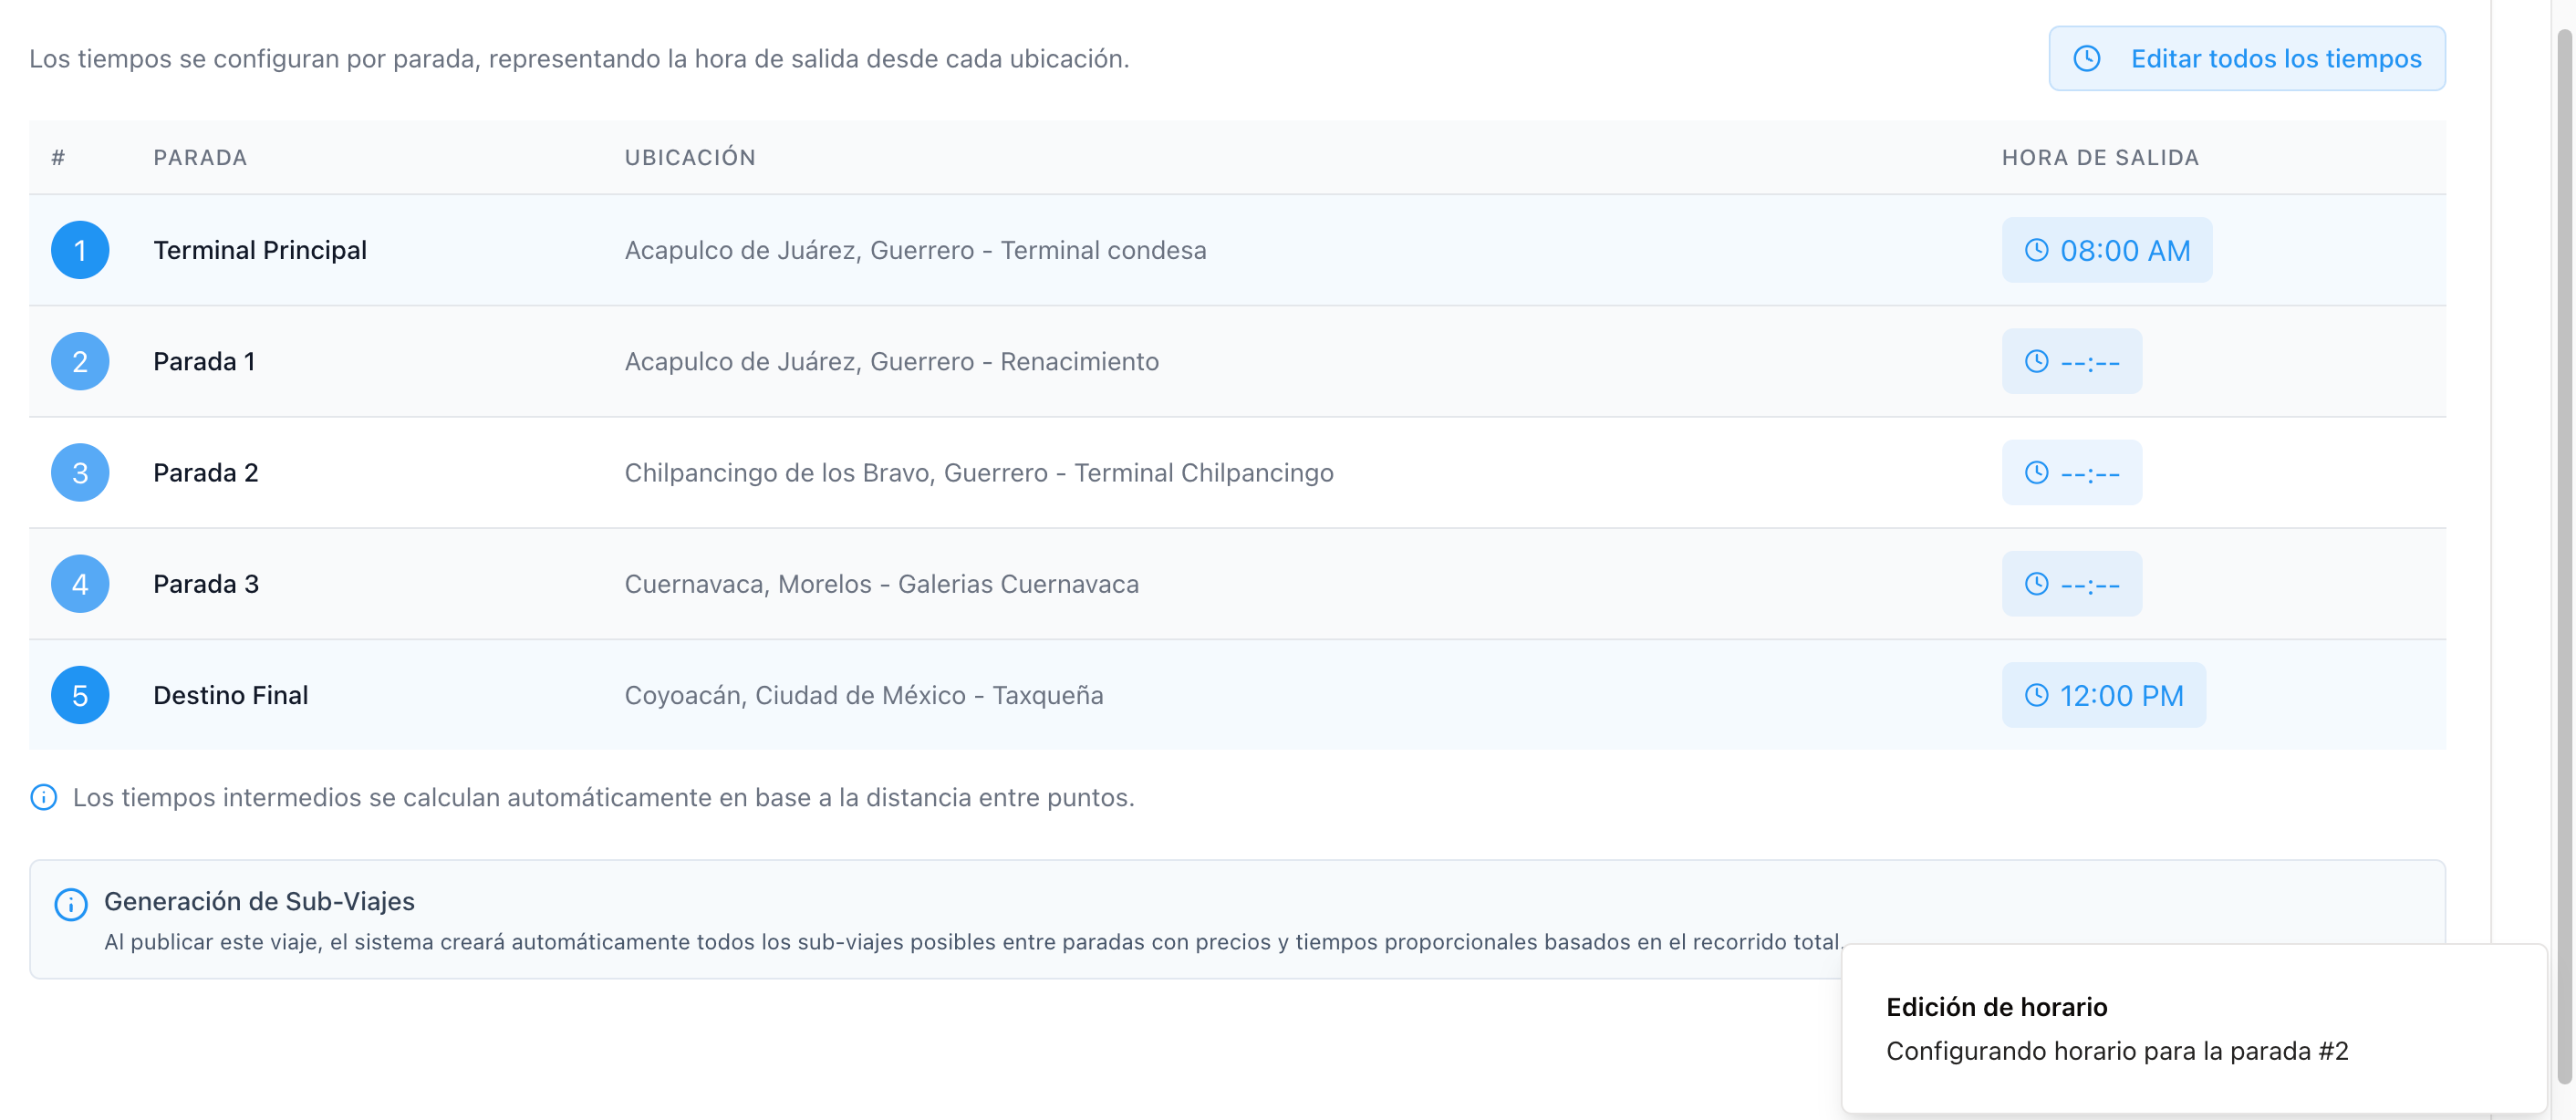 Los tiempos se configuran por parada, representando la hora de salida desde cada ubicación.
Editar todos los tiempos
# PARADA UBICACIÓN HORA DE SALIDA
1 Terminal Principal Acapulco de Juárez, Guerrero - Terminal condesa 08:00 AM
2 Parada 1 Acapulco de Juárez, Guerrero - Renacimiento --:--
3 Parada 2 Chilpancingo de los Bravo, Guerrero - Terminal Chilpancingo --:--
4 Parada 3 Cuernavaca, Morelos - Galerias Cuernavaca --:--
5 Destino Final Coyoacán, Ciudad de México - Taxqueña 12:00 PM
Los tiempos intermedios se calculan automáticamente en base a la distancia entre puntos.
Generación de Sub-Viajes
Al publicar este viaje, el sistema creará automáticamente todos los sub-viajes posibles entre paradas con precios y tiempos proporcionales basados en el recorrido total.
Edición de horario
Configurando horario para la parada #2